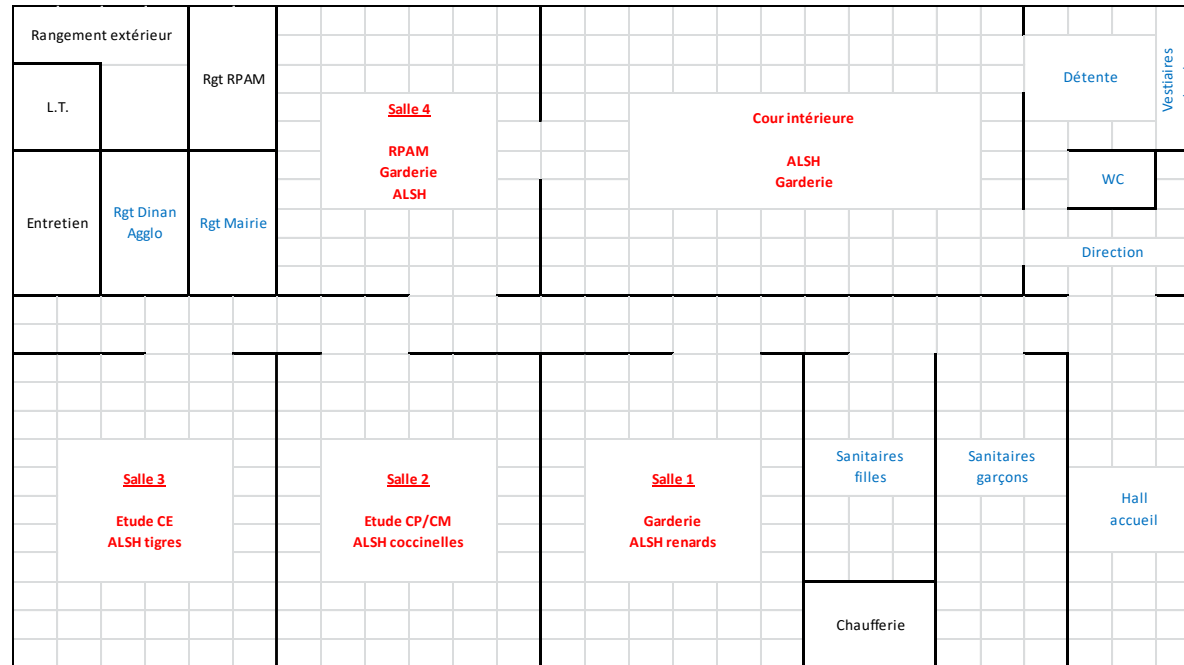 Rangement extérieur
Rgt RPAM
L.T.
Salle 4
RPAM
Garderie
ALSH
Cour intérieure
ALSH
Garderie
Détente
Vestiaires
WC
Direction
Entretien
Rgt Dinan
Agglo
Rgt Mairie
Salle 3
Etude CE
ALSH tigres
Salle 2
Etude CP/CM
ALSH coccinelles
Salle 1
Garderie
ALSH renards
Sanitaires
filles
Sanitaires
garçons
Hall
accueil
Chaufferie